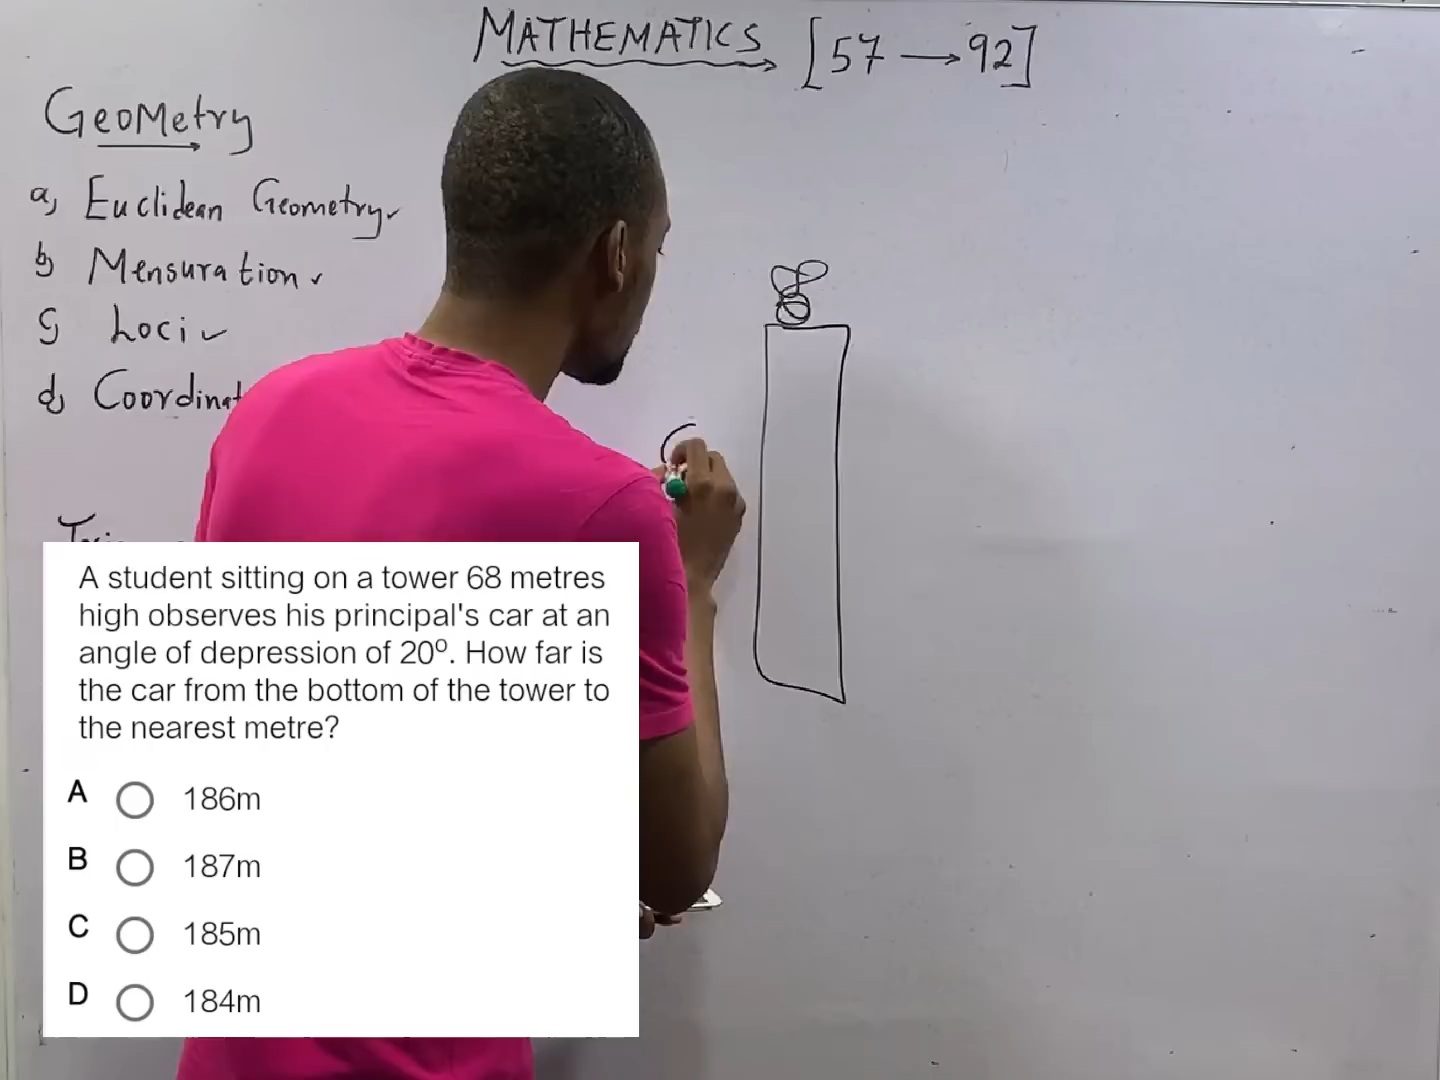 MATHEMATICS [57 → 92]
Geometry
a, Euclidean Geometry
b, Mensuration
c, Loci
d, Coordinat
A student sitting on a tower 68 metres
high observes his principal's car at an
angle of depression of 20⁰. How far is
the car from the bottom of the tower to
the nearest metre?
A 186m
B 187m
C 185m
D 184m